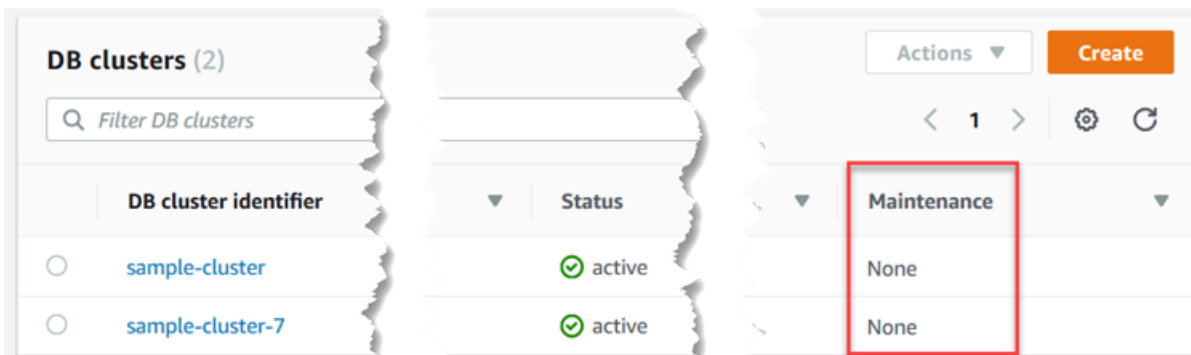 DB clusters (2)
Actions
Create
Filter DB clusters
1
DB cluster identifier Status Maintenance
sample-cluster active None
sample-cluster-7 active None